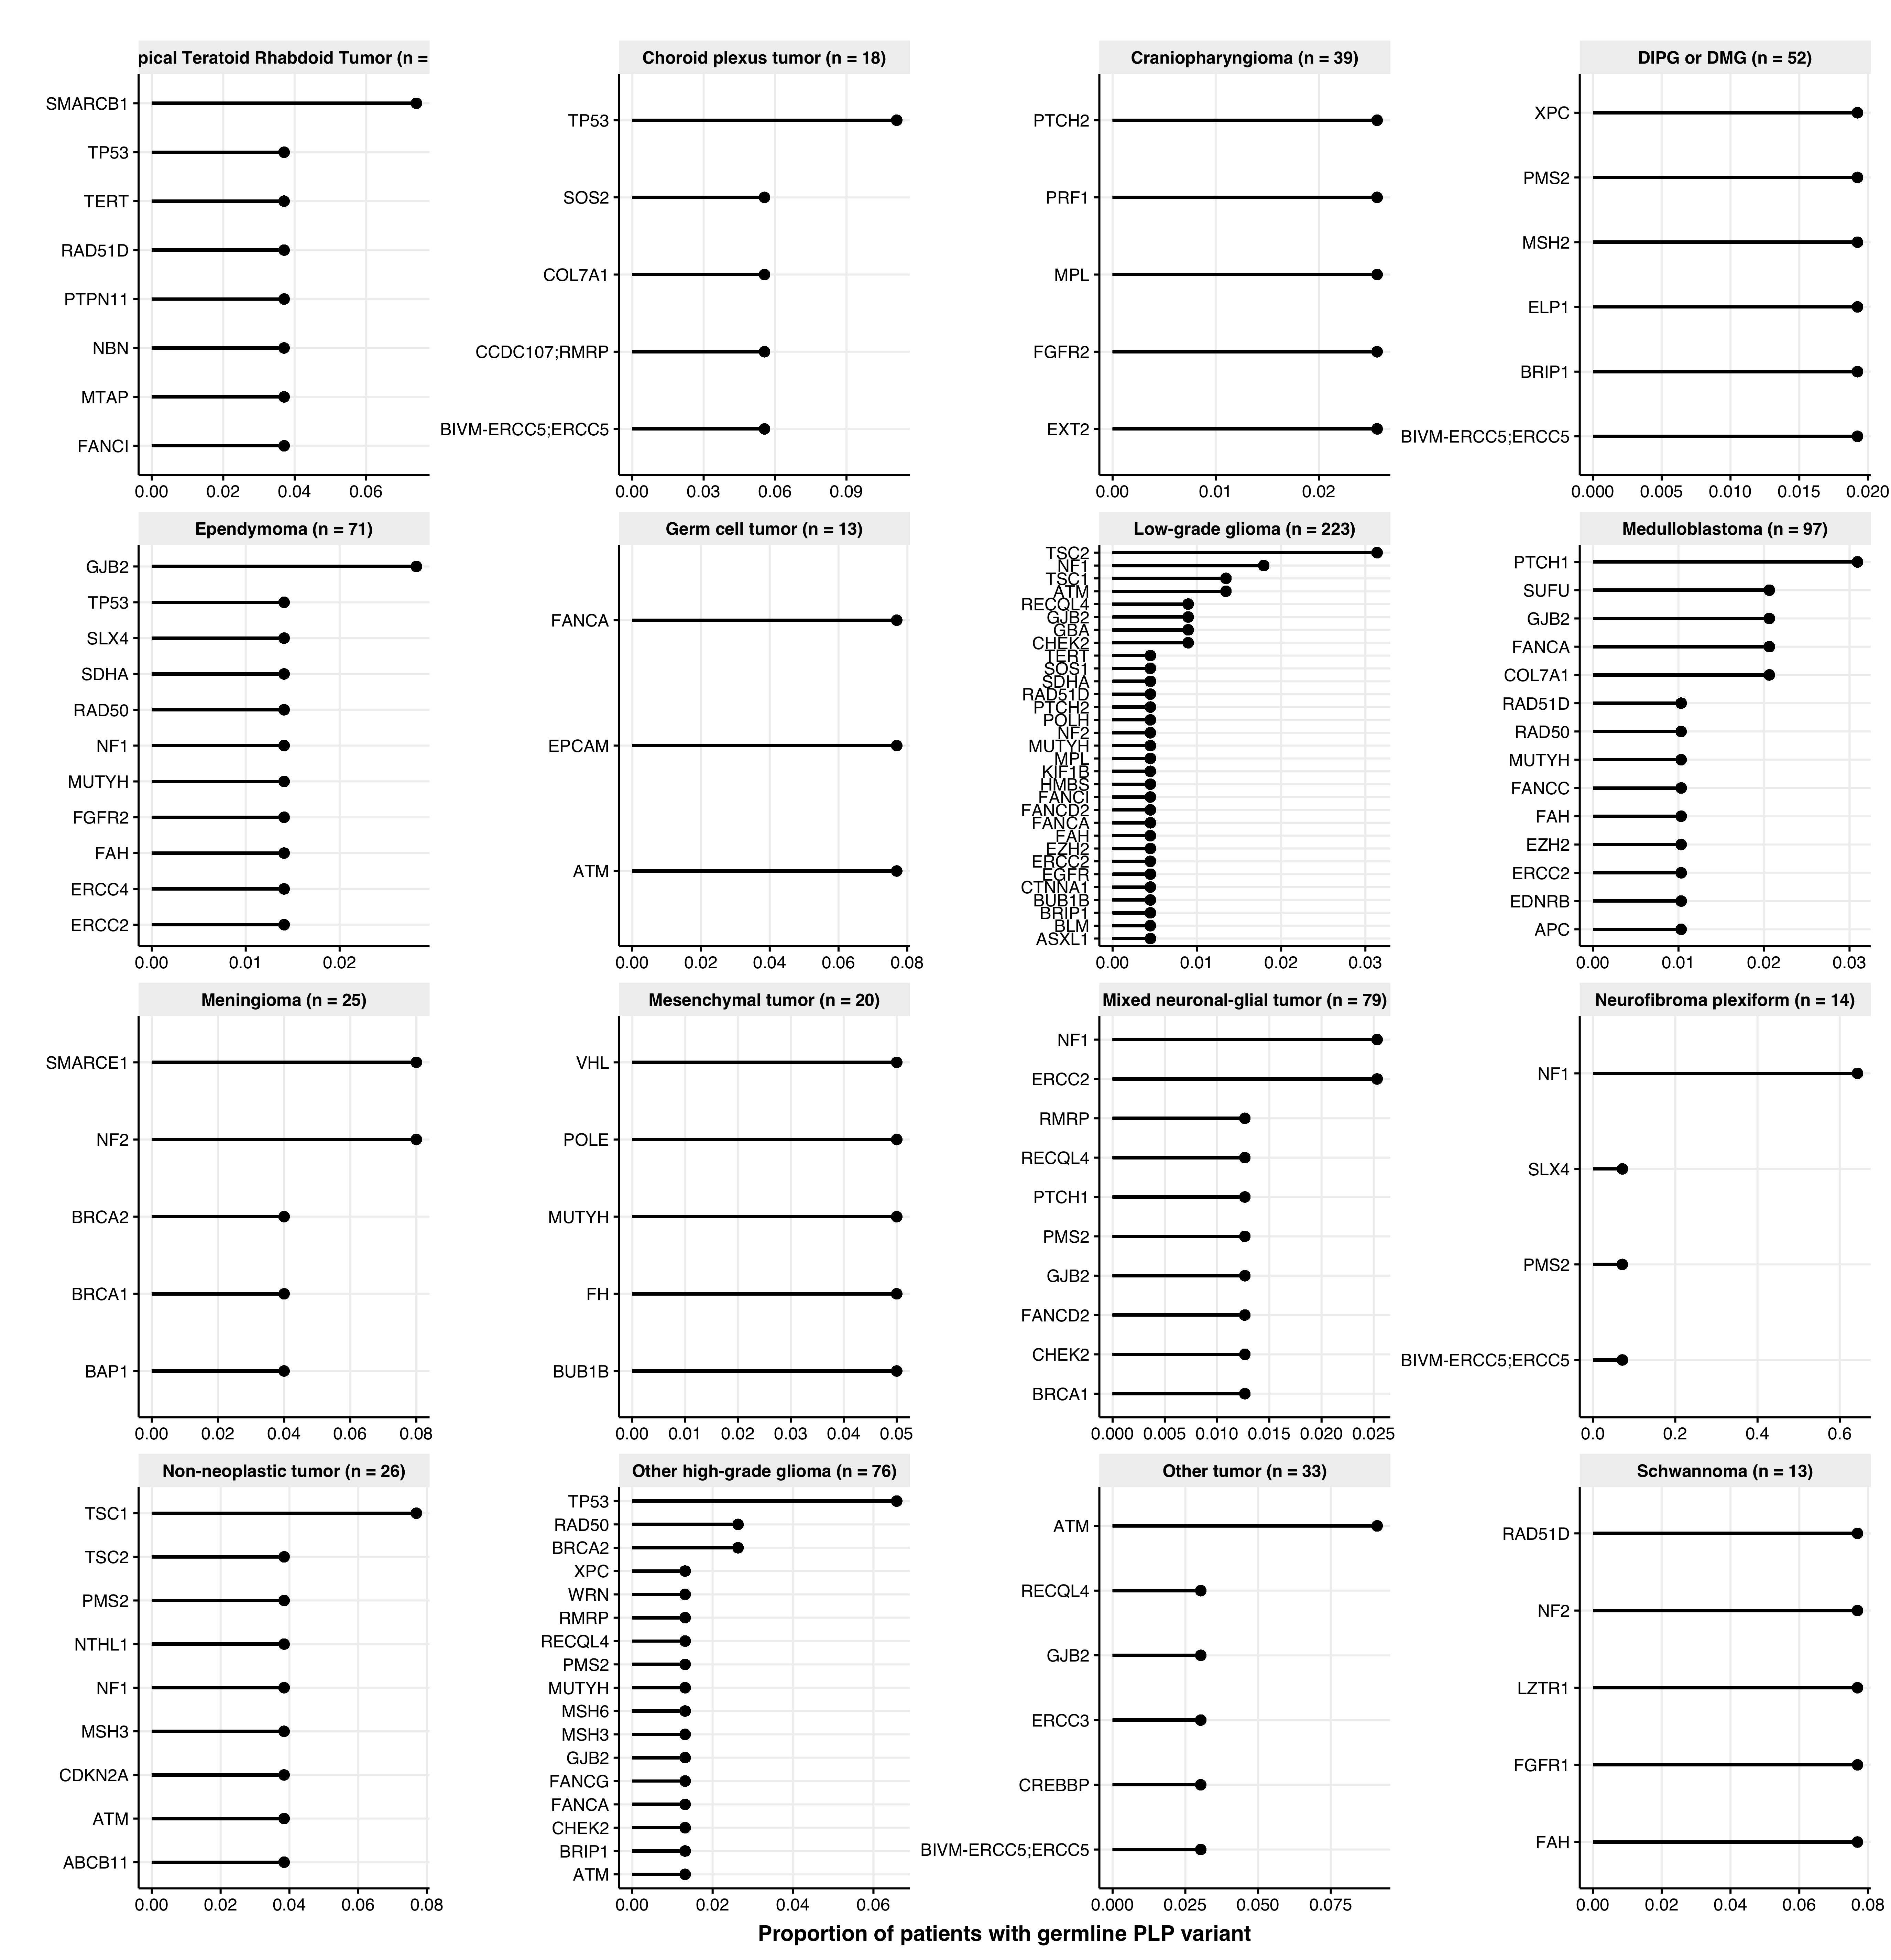 pical Teratoid Rhabdoid Tumor (n =
SMARCB1
TP53
TERT
RAD51D
PTPN11
NBN
MTAP
FANCI
0.00 0.02 0.04 0.06
Choroid plexus tumor (n = 18)
TP53
SOS2
COL7A1
CCDC107;RMRP
BIVM-ERCC5;ERCC5
0.00 0.03 0.06 0.09
Craniopharyngioma (n = 39)
PTCH2
PRF1
MPL
FGFR2
EXT2
0.00 0.01 0.02
DIPG or DMG (n = 52)
XPC
PMS2
MSH2
ELP1
BRIP1
BIVM-ERCC5;ERCC5
0.000 0.005 0.010 0.015 0.020
Ependymoma (n = 71)
GJB2
TP53
SLX4
SDHA
RAD50
NF1
MUTYH
FGFR2
FAH
ERCC4
ERCC2
0.00 0.01 0.02
Germ cell tumor (n = 13)
FANCA
EPCAM
ATM
0.00 0.02 0.04 0.06 0.08
Low-grade glioma (n = 223)
TSC2
NF1
TSC1
ATM
RECQL4
GJB2
GBA
CHEK2
TERT
SOS1
SDHA
RAD51D
PTCH2
POLH
NF2
MUTYH
MPL
KIF1B
HMBS
FANCI
FANCD2
FANCA
FAH
EZH2
ERCC2
EGFR
CTNNA1
BUB1B
BRIP1
BLM
ASXL1
0.00 0.01 0.02 0.03
Medulloblastoma (n = 97)
PTCH1
SUFU
GJB2
FANCA
COL7A1
RAD51D
RAD50
MUTYH
FANCC
FAH
EZH2
ERCC2
EDNRB
APC
0.00 0.01 0.02 0.03
Meningioma (n = 25)
SMARCE1
NF2
BRCA2
BRCA1
BAP1
0.00 0.02 0.04 0.06 0.08
Mesenchymal tumor (n = 20)
VHL
POLE
MUTYH
FH
BUB1B
0.00 0.01 0.02 0.03 0.04 0.05
Mixed neuronal-glial tumor (n = 79)
NF1
ERCC2
RMRP
RECQL4
PTCH1
PMS2
GJB2
FANCD2
CHEK2
BRCA1
0.000 0.005 0.010 0.015 0.020 0.025
Neurofibroma plexiform (n = 14)
NF1
SLX4
PMS2
BIVM-ERCC5;ERCC5
0.0 0.2 0.4 0.6
Non-neoplastic tumor (n = 26)
TSC1
TSC2
PMS2
NTHL1
NF1
MSH3
CDKN2A
ATM
ABCB11
0.00 0.02 0.04 0.06 0.08
Other high-grade glioma (n = 76)
TP53
RAD50
BRCA2
XPC
WRN
RMRP
RECQL4
PMS2
MUTYH
MSH6
MSH3
GJB2
FANCG
FANCA
CHEK2
BRIP1
ATM
0.00 0.02 0.04 0.06
Other tumor (n = 33)
ATM
RECQL4
GJB2
ERCC3
CREBBP
BIVM-ERCC5;ERCC5
0.000 0.025 0.050 0.075
Schwannoma (n = 13)
RAD51D
NF2
LZTR1
FGFR1
FAH
0.00 0.02 0.04 0.06 0.08
Proportion of patients with germline PLP variant